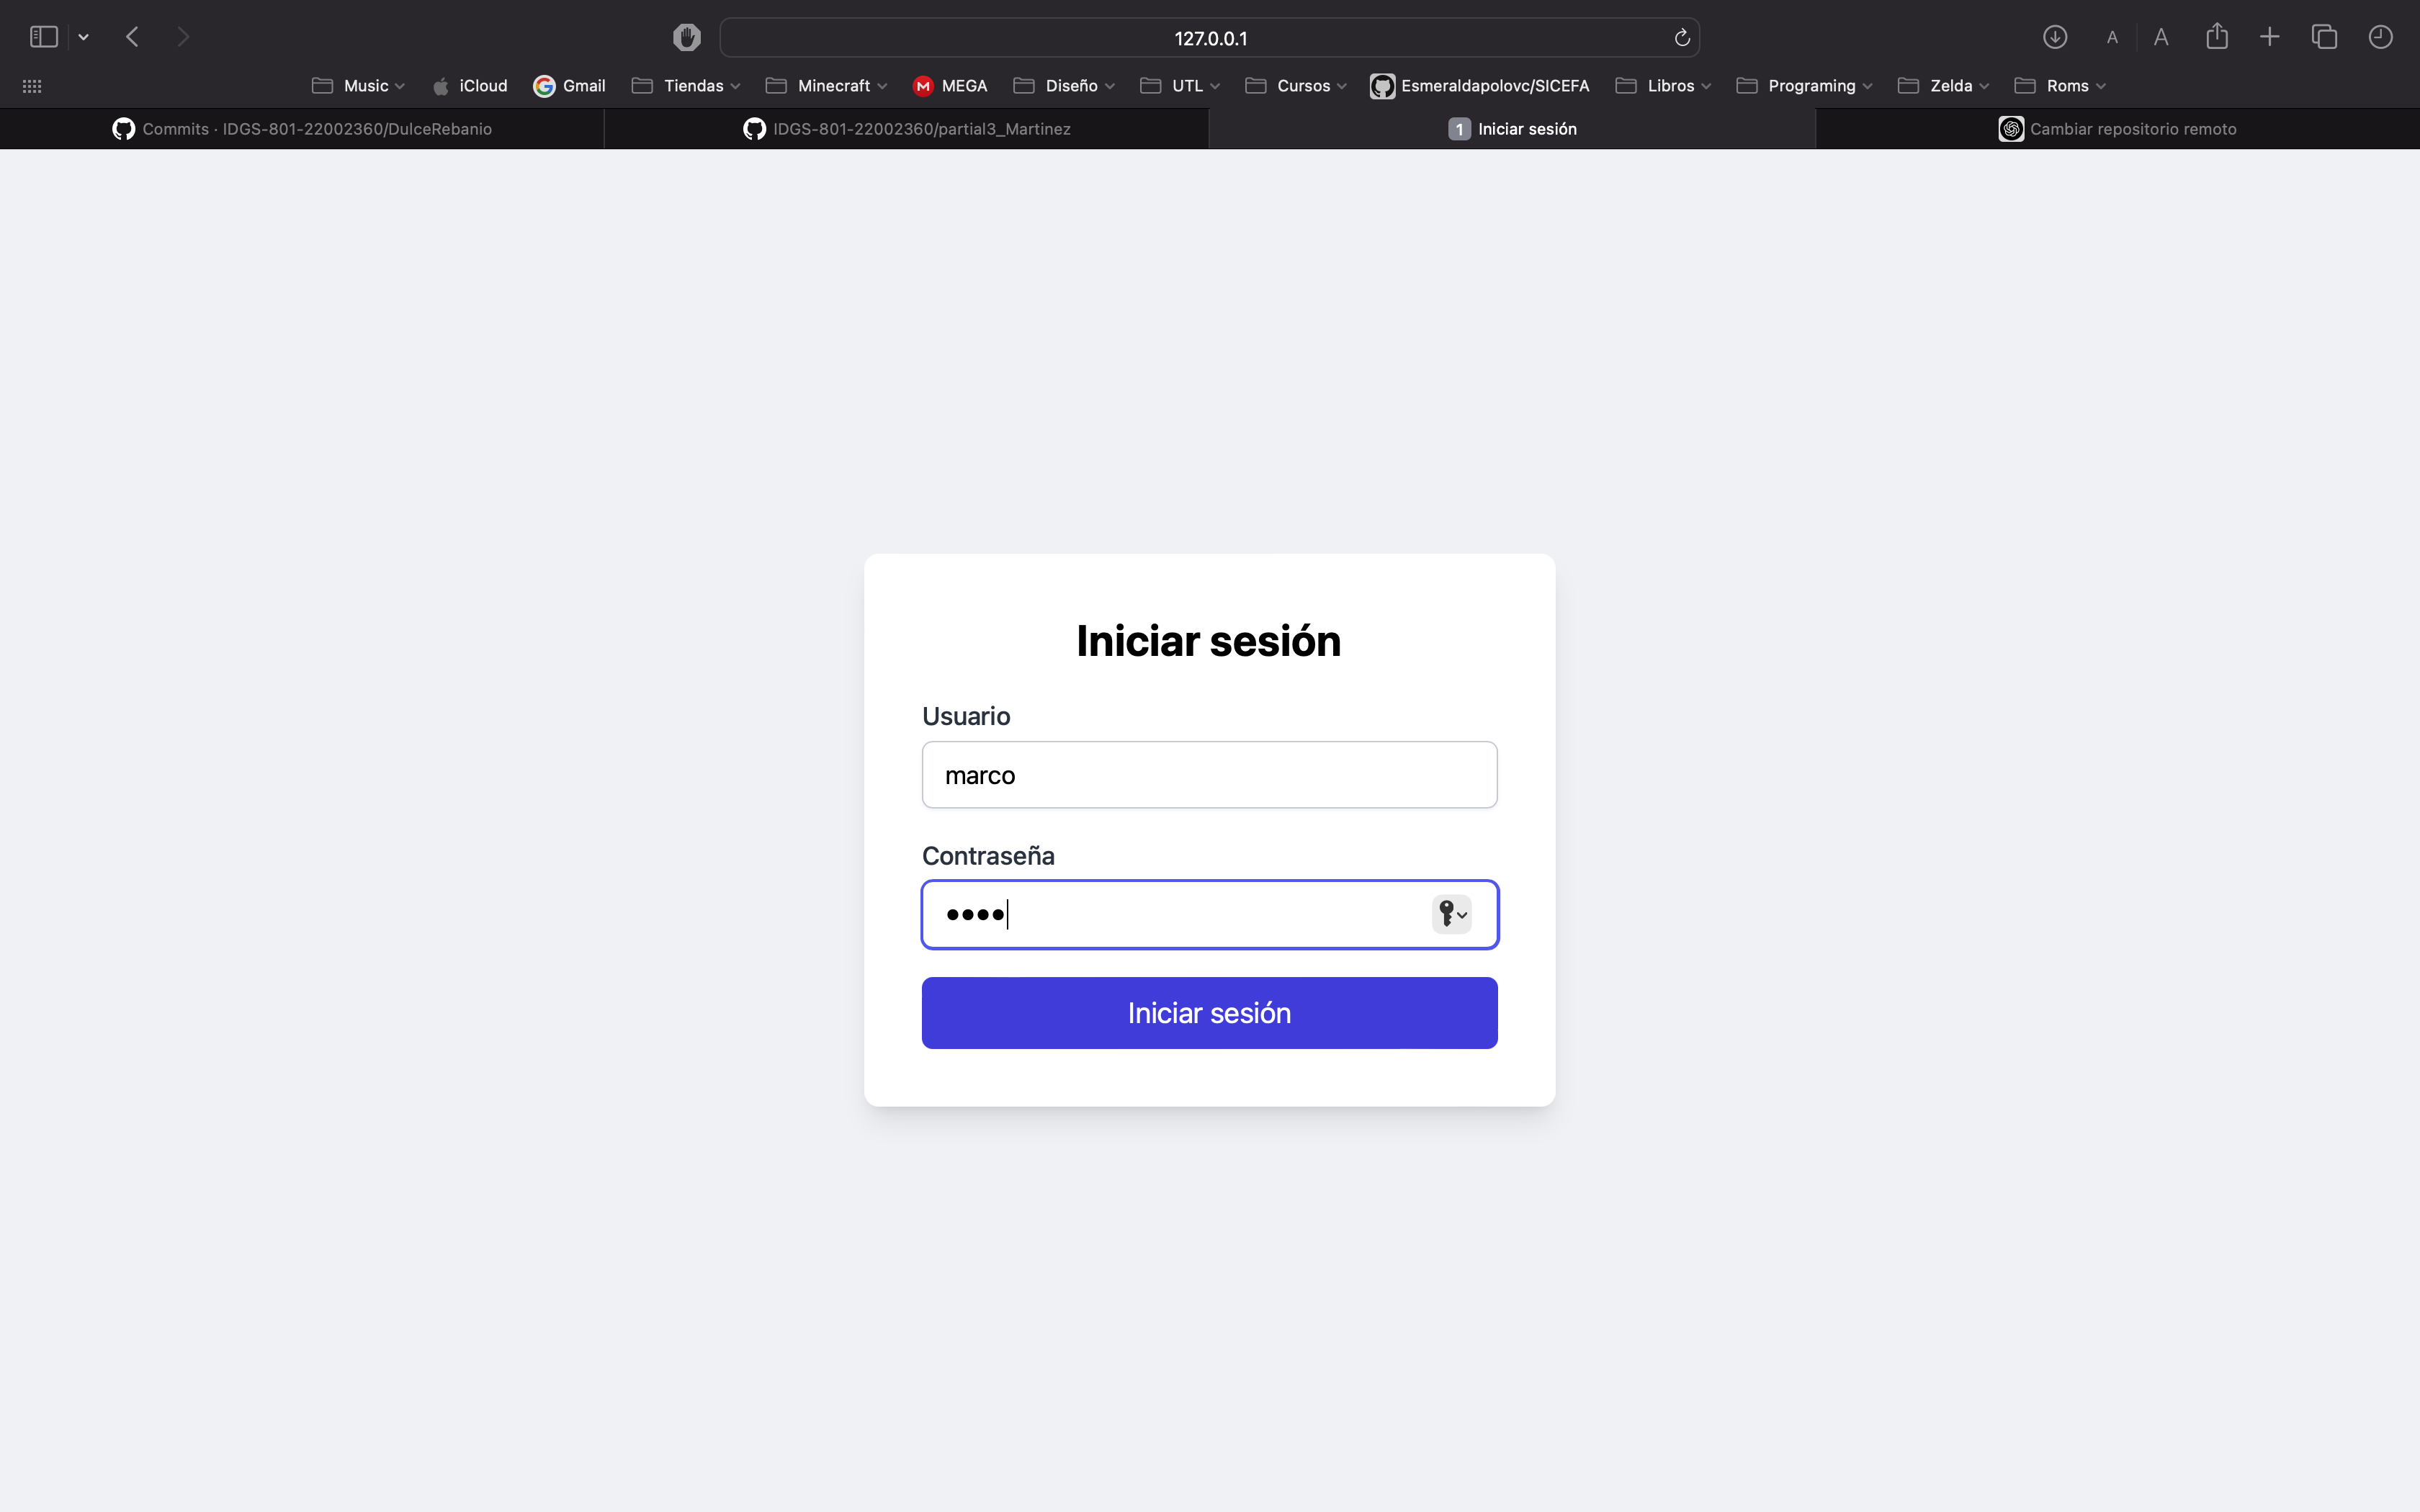 127.0.0.1
A A
Music iCloud Gmail Tiendas Minecraft MEGA Diseño UTL Cursos Esmeraldapolovc/SICEFA Libros Programing Zelda Roms
Commits · IDGS-801-22002360/DulceRebanio IDGS-801-22002360/partial3_Martinez 1 Iniciar sesión Cambiar repositorio remoto
Iniciar sesión
Usuario
marco
Contraseña
Iniciar sesión